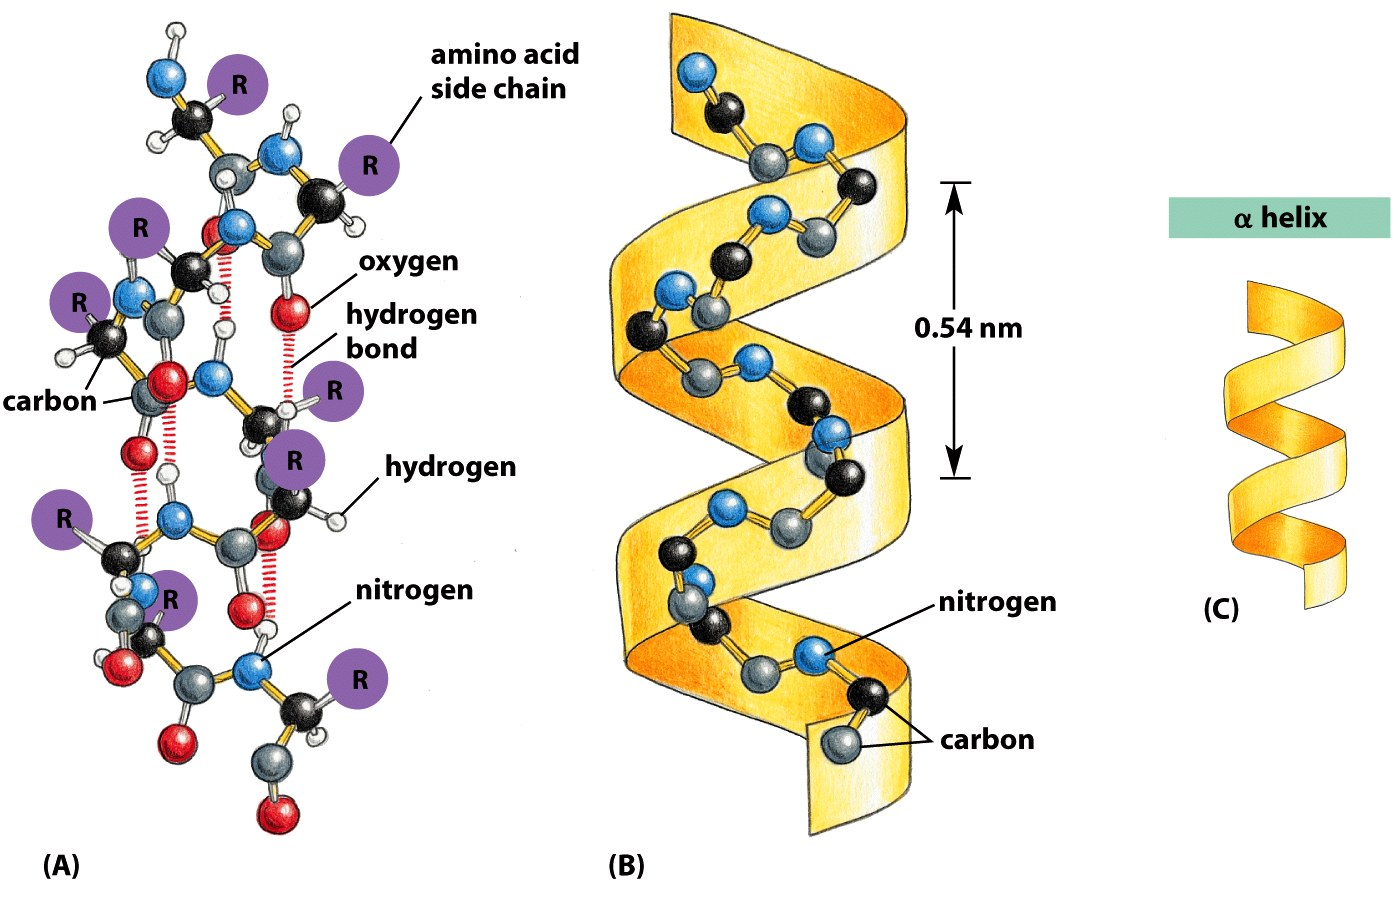 amino acid
side chain
R
R
R
R
oxygen
hydrogen
bond
carbon
R
R
hydrogen
R
nitrogen
R
R
(A)
0.54 nm
nitrogen
carbon
(B)
α helix
(C)